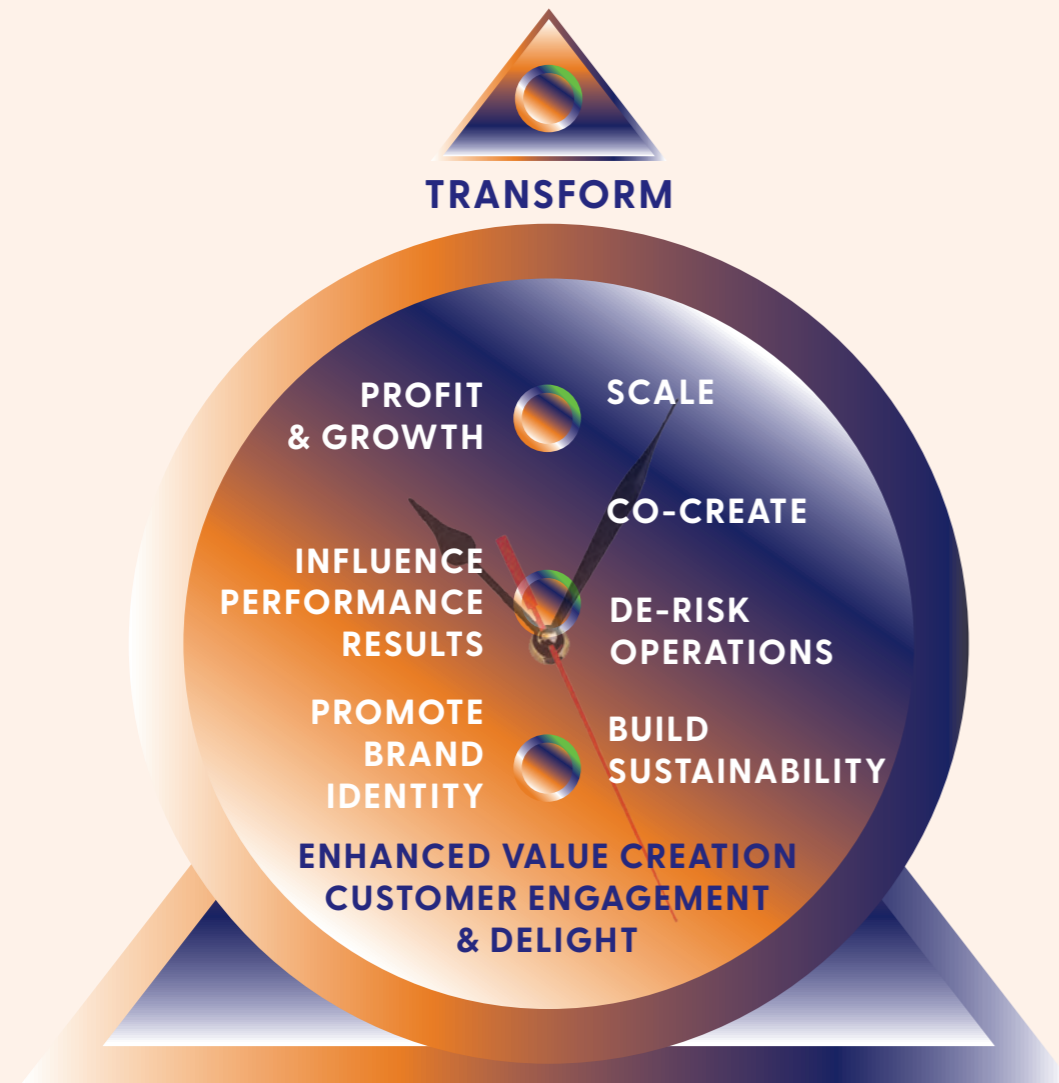 TRANSFORM
PROFIT
& GROWTH
SCALE
CO-CREATE
INFLUENCE
PERFORMANCE
RESULTS
DE-RISK
OPERATIONS
PROMOTE
BRAND
IDENTITY
BUILD
SUSTAINABILITY
ENHANCED VALUE CREATION
CUSTOMER ENGAGEMENT
& DELIGHT